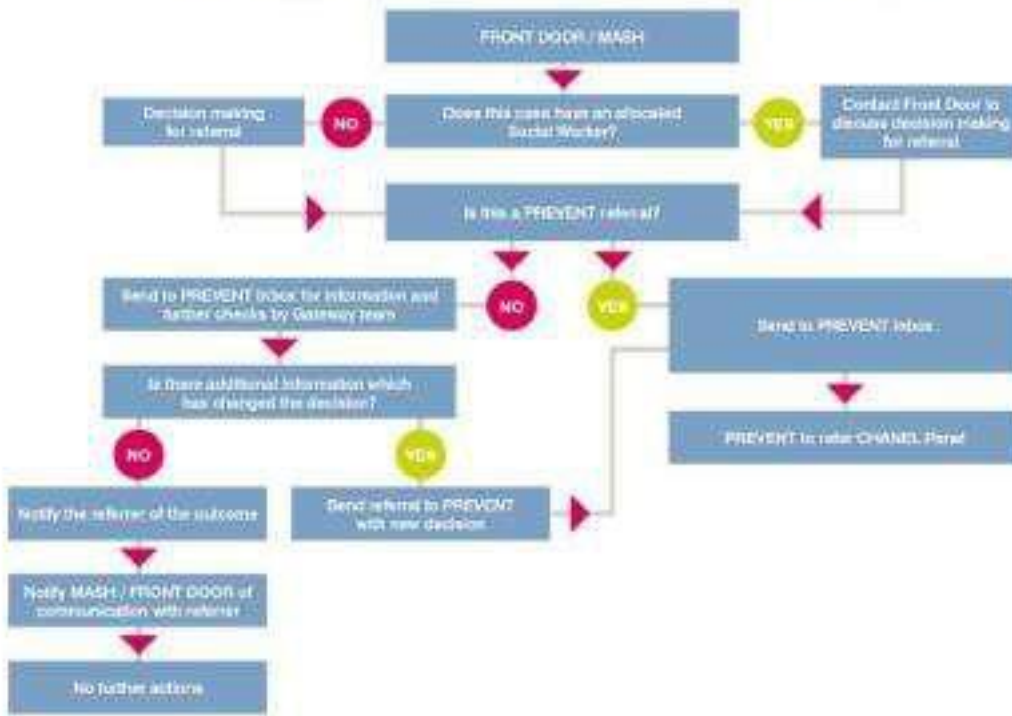 FRONT DOOR / MASH
Decision making
for referral
NO
Does this case have an allocated
Social Worker?
YES
Contact Front Door to
discuss decision making
for referral
Is this a PREVENT referral?
Send to PREVENT inbox for information and
further checks by Gateway team
NO
YES
Send to PREVENT inbox
Is there additional information which
has changed the decision?
PREVENT to refer CHANEL Panel
NO
YES
Notify the referrer of the outcome
Send referral to PREVENT
with new decision
Notify MASH / FRONT DOOR of
communication with referrer
No further actions